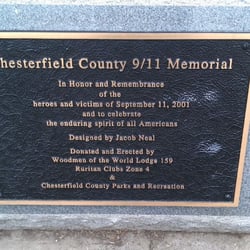 hesterfield County 9/11 Memorial
In Honor and Remembrance
of the
heroes and victims of September 11, 2001
and to celebrate
the enduring spirit of all Americans
Designed by Jacob Neal
Donated and Erected by
Woodmen of the World Lodge 159
Ruritan Clubs Zone 4
&
Chesterfield County Parks and Recreation